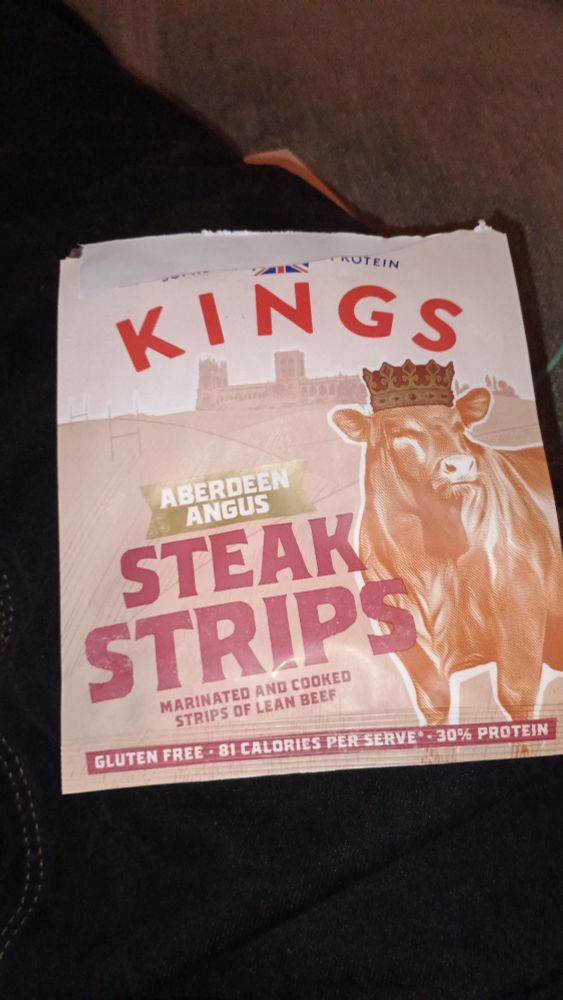 KINGS
ABERDEEN
ANGUS
STEAK
STRIPS
MARINATED AND COOKED
STRIPS OF LEAN BEEF
GLUTEN FREE · 81 CALORIES PER SERVE* · 30% PROTEIN